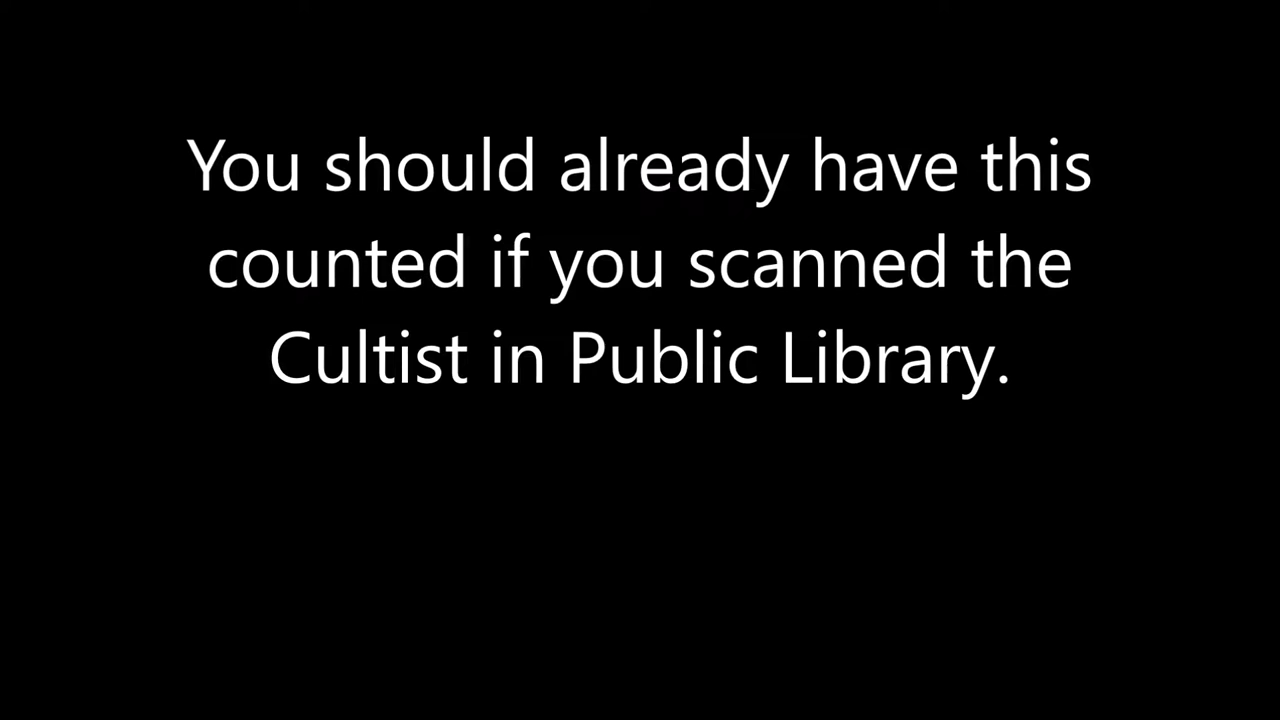 You should already have this
counted if you scanned the
Cultist in Public Library.